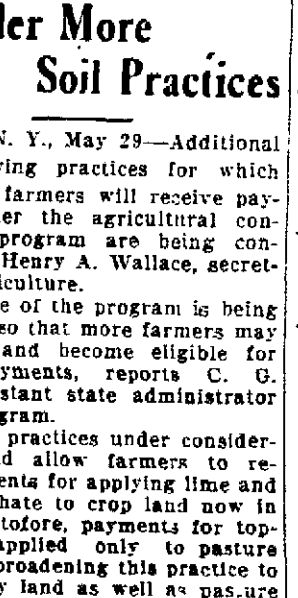 der More
Soil Practices
N. Y., May 29—Additional
ving practices for which
farmers will receive pay-
er the agricultural con-
program are being con-
Henry A. Wallace, secret-
iculture.
e of the program is being
so that more farmers may
and become eligible for
yments, reports C. G.
stant state administrator
gram.
practices under consider-
d allow farmers to re-
ents for applying lime and
hate to crop land now in
tofore, payments for top-
applied only to pasture
broadening this practice to
y land as well as pasture